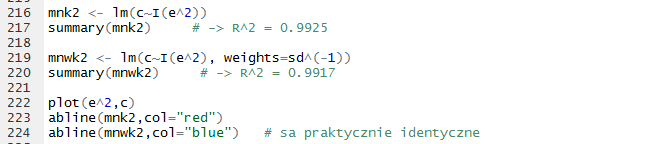 216 mnk2 <- lm(c~I(e^2))
217 summary(mnk2)     # -> R^2 = 0.9925
218
219 mnwk2 <- lm(c~I(e^2), weights=sd^(-1))
220 summary(mnwk2)     # -> R^2 = 0.9917
221
222 plot(e^2,c)
223 abline(mnk2,col="red")
224 abline(mnwk2,col="blue")   # sa praktycznie identyczne